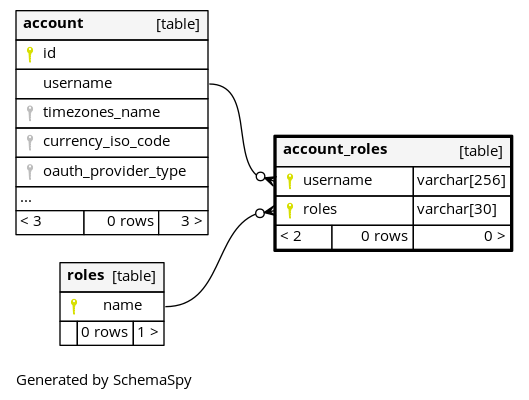 account [table]
id
username
timezones_name
currency_iso_code
oauth_provider_type
...
< 3 0 rows 3 >
account_roles [table]
username varchar[256]
roles varchar[30]
< 2 0 rows 0 >
roles [table]
name
0 rows 1 >
Generated by SchemaSpy